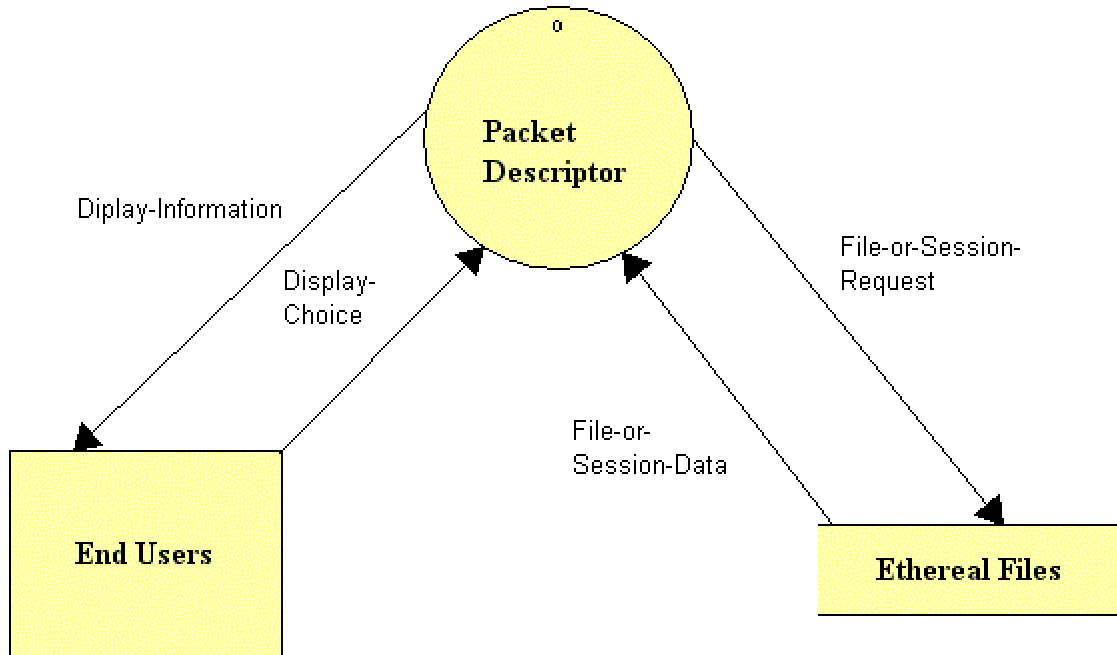 0
Packet
Descriptor
Diplay-Information
Display-
Choice
File-or-Session-
Request
File-or-
Session-Data
End Users
Ethereal Files